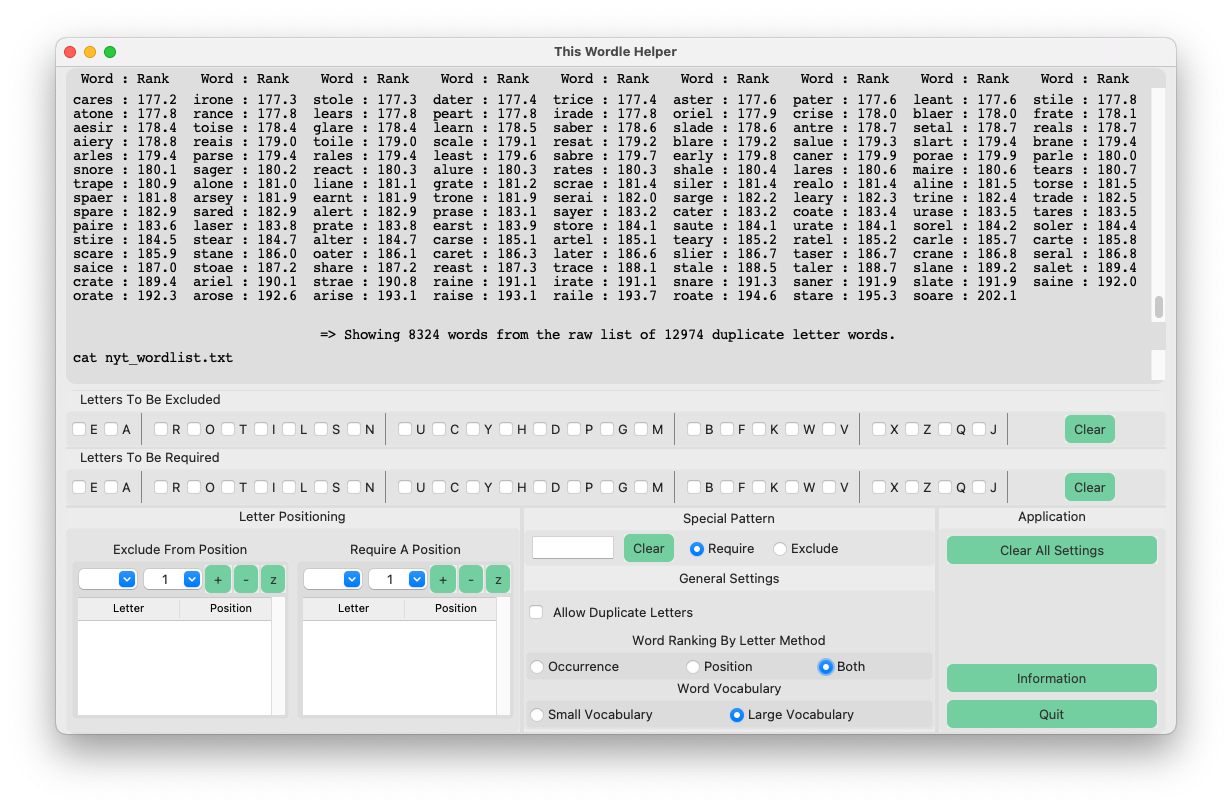 This Wordle Helper
Word : Rank Word : Rank Word : Rank Word : Rank Word : Rank Word : Rank Word : Rank Word : Rank Word : Rank
cares : 177.2 irone : 177.3 stole : 177.3 dater : 177.4 trice : 177.4 aster : 177.6 pater : 177.6 leant : 177.6 stile : 177.8
atone : 177.8 rance : 177.8 lears : 177.8 peart : 177.8 irade : 177.8 oriel : 177.9 crise : 178.0 blaer : 178.0 frate : 178.1
aesir : 178.4 toise : 178.4 glare : 178.4 learn : 178.5 saber : 178.6 slade : 178.6 antre : 178.7 setal : 178.7 reals : 178.7
aiery : 178.8 reais : 179.0 toile : 179.0 scale : 179.1 resat : 179.2 blare : 179.2 salue : 179.3 slart : 179.4 brane : 179.4
arles : 179.4 parse : 179.4 rales : 179.4 least : 179.6 sabre : 179.7 early : 179.8 caner : 179.9 porae : 179.9 parle : 180.0
snore : 180.1 sager : 180.2 react : 180.3 alure : 180.3 rates : 180.3 shale : 180.4 lares : 180.6 maire : 180.6 tears : 180.7
trape : 180.9 alone : 181.0 liane : 181.1 grate : 181.2 scrae : 181.4 siler : 181.4 realo : 181.4 aline : 181.5 torse : 181.5
spaer : 181.8 arsey : 181.9 earnt : 181.9 trone : 181.9 serai : 182.0 sarge : 182.2 leary : 182.3 trine : 182.4 trade : 182.5
spare : 182.9 sared : 182.9 alert : 182.9 prase : 183.1 sayer : 183.2 cater : 183.2 coate : 183.4 urase : 183.5 tares : 183.5
paire : 183.6 laser : 183.8 prate : 183.8 earst : 183.9 store : 184.1 saute : 184.1 urate : 184.1 sorel : 184.2 soler : 184.4
stire : 184.5 stear : 184.7 alter : 184.7 carse : 185.1 artel : 185.1 teary : 185.2 ratel : 185.2 carle : 185.7 carte : 185.8
scare : 185.9 stane : 186.0 oater : 186.1 caret : 186.3 later : 186.6 slier : 186.7 taser : 186.7 crane : 186.8 seral : 186.8
saice : 187.0 stoae : 187.2 share : 187.2 reast : 187.3 trace : 188.1 stale : 188.5 taler : 188.7 slane : 189.2 salet : 189.4
crate : 189.4 ariel : 190.1 strae : 190.8 raine : 191.1 irate : 191.1 snare : 191.3 saner : 191.9 slate : 191.9 saine : 192.0
orate : 192.3 arose : 192.6 arise : 193.1 raise : 193.1 raile : 193.7 roate : 194.6 stare : 195.3 soare : 202.1
=> Showing 8324 words from the raw list of 12974 duplicate letter words.
cat nyt_wordlist.txt
Letters To Be Excluded
E A R O T I L S N U C Y H D P G M B F K W V X Z Q J Clear
Letters To Be Required
E A R O T I L S N U C Y H D P G M B F K W V X Z Q J Clear
Letter Positioning
Exclude From Position
1 + - z
Letter Position
Require A Position
1 + - z
Letter Position
Special Pattern
Clear Require Exclude
General Settings
Allow Duplicate Letters
Word Ranking By Letter Method
Occurrence Position Both
Word Vocabulary
Small Vocabulary Large Vocabulary
Application
Clear All Settings
Information
Quit